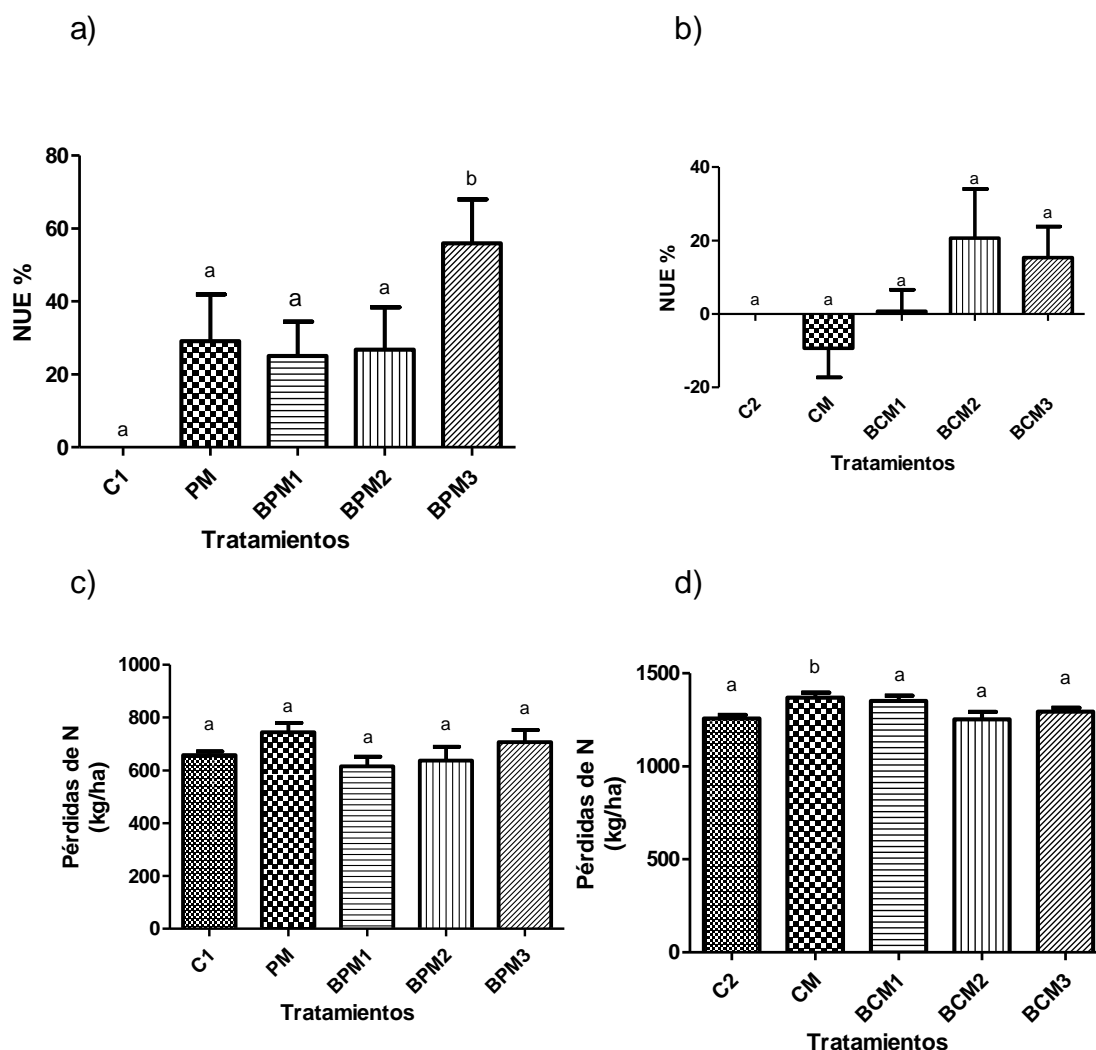 a)
NUE %
80
60
40
20
0
a
a
a
a
b
C1
PM
BPM1
BPM2
BPM3
Tratamientos
b)
NUE %
40
20
0
-20
a
a
a
a
a
C2
CM
BCM1
BCM2
BCM3
Tratamientos
c)
Pérdidas de N
(kg/ha)
1000
800
600
400
200
0
a
a
a
a
a
C1
PM
BPM1
BPM2
BPM3
Tratamientos
d)
Pérdidas de N
(kg/ha)
1500
1000
500
0
a
b
a
a
a
C2
CM
BCM1
BCM2
BCM3
Tratamientos